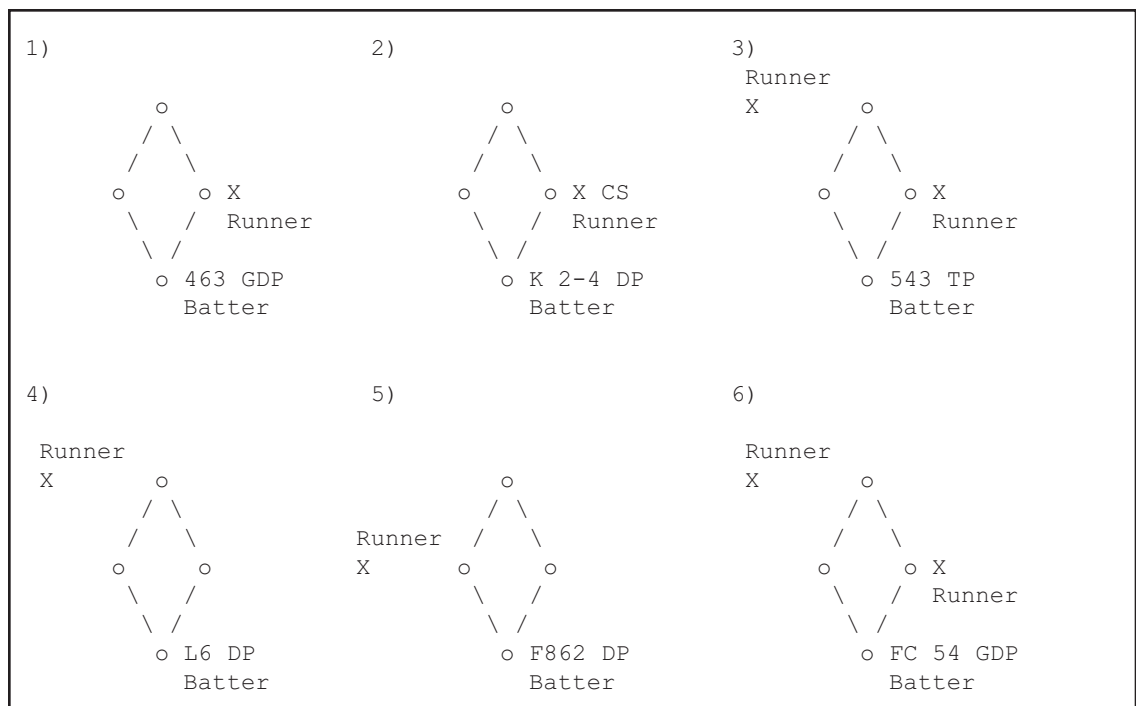 1) 2) 3)
Runner
o o X o
/ \ / \ / \
/ \ / \ / \
o o X o o X CS o o X
\ / Runner \ / Runner \ / Runner
\ / \ / \ /
o 463 GDP o K 2-4 DP o 543 TP
Batter Batter Batter
4) 5) 6)
Runner Runner
X o o X o
/ \ / \ / \
/ \ Runner / \ / \
o o X o o o o X
\ / \ / \ / Runner
\ / \ / \ /
o L6 DP o F862 DP o FC 54 GDP
Batter Batter Batter